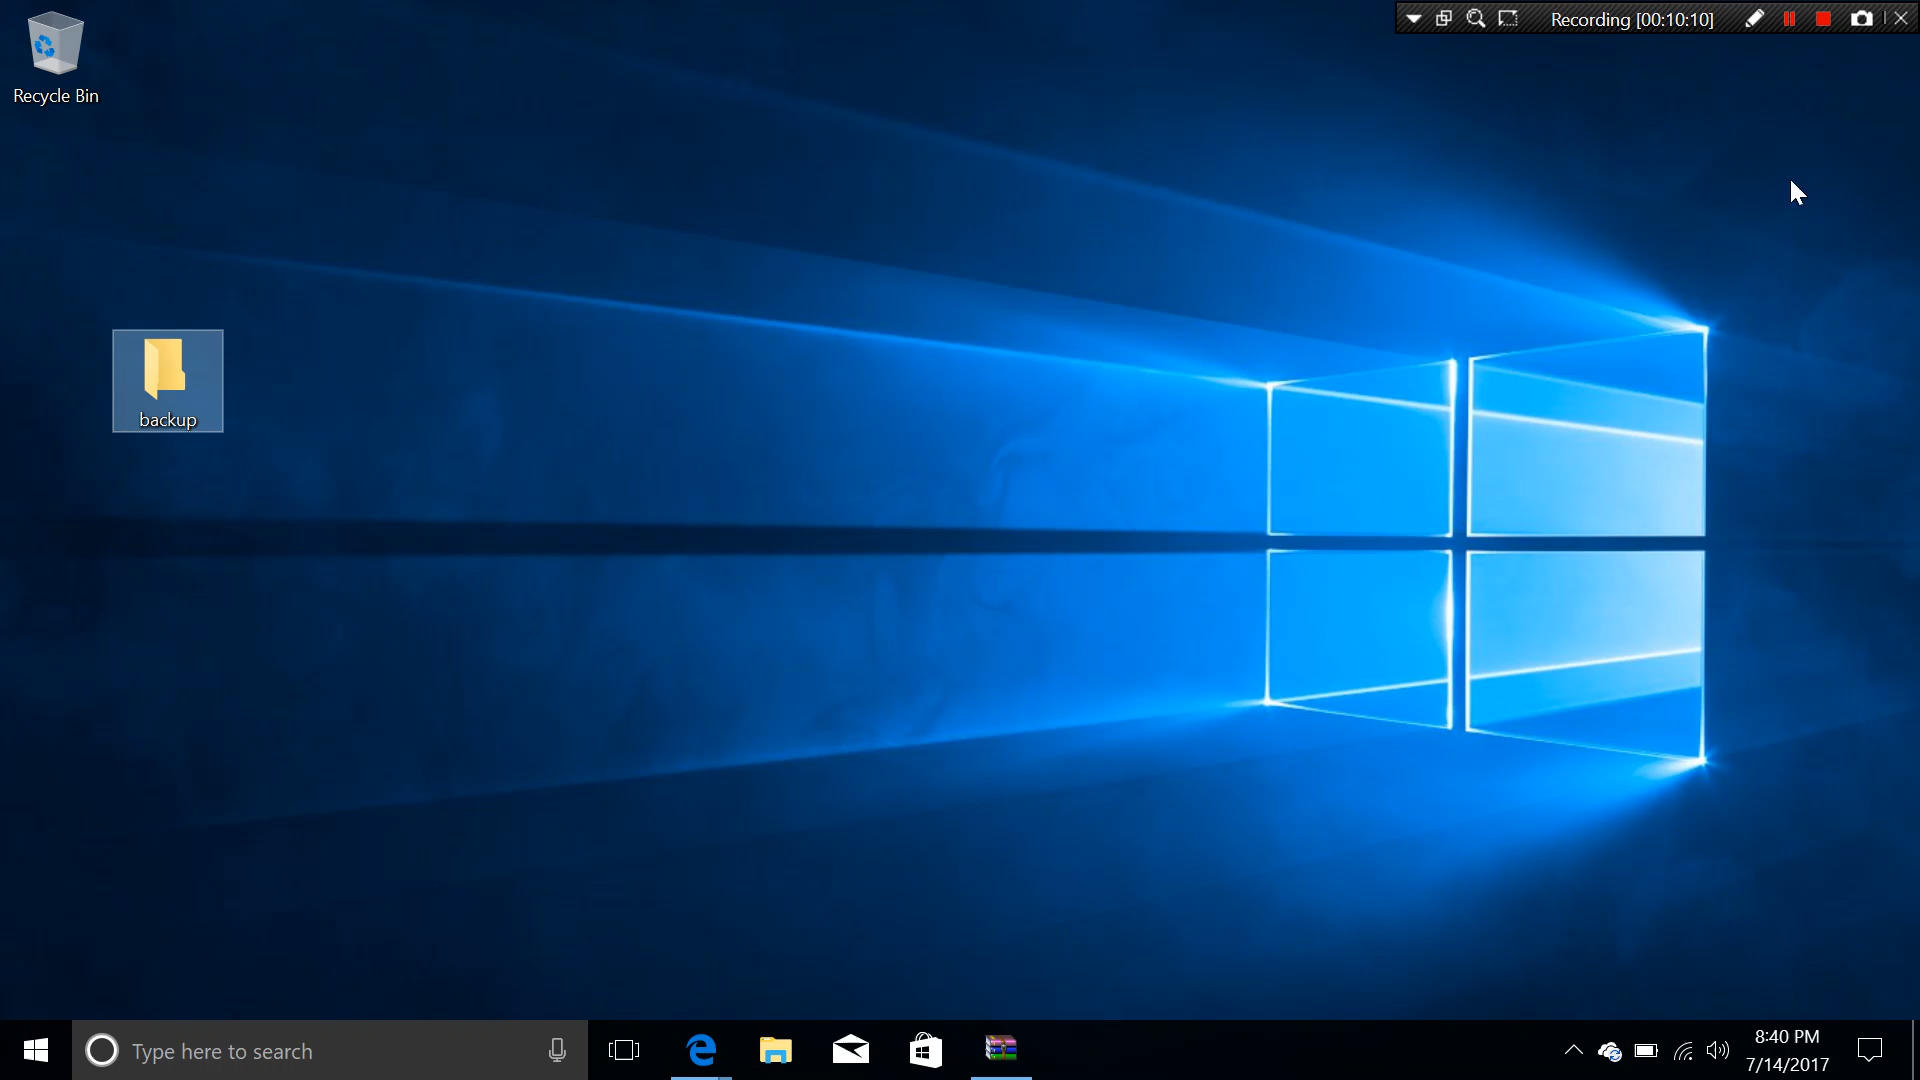 Recording [00:10:10]
Recycle Bin
backup
Type here to search
8:40 PM
7/14/2017